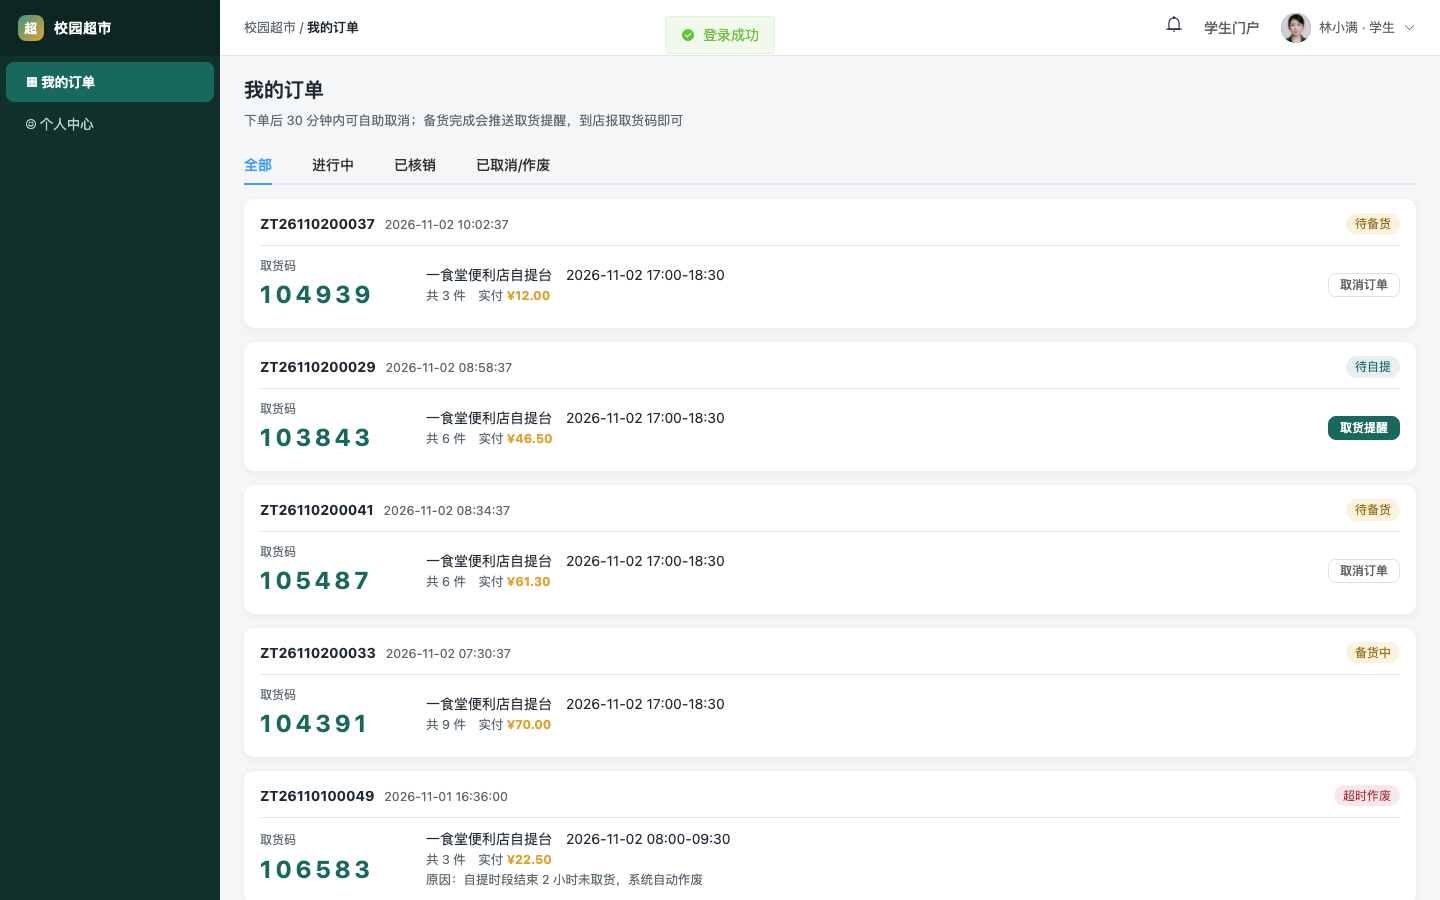 超 校园超市
我的订单
个人中心
校园超市 / 我的订单
登录成功
学生门户
林小满 · 学生
我的订单
下单后 30 分钟内可自助取消；备货完成会推送取货提醒，到店报取货码即可
全部 进行中 已核销 已取消/作废
ZT26110200037 2026-11-02 10:02:37 待备货
取货码
104939
一食堂便利店自提台 2026-11-02 17:00-18:30
共 3 件 实付 ¥12.00
取消订单
ZT26110200029 2026-11-02 08:58:37 待自提
取货码
103843
一食堂便利店自提台 2026-11-02 17:00-18:30
共 6 件 实付 ¥46.50
取货提醒
ZT26110200041 2026-11-02 08:34:37 待备货
取货码
105487
一食堂便利店自提台 2026-11-02 17:00-18:30
共 6 件 实付 ¥61.30
取消订单
ZT26110200033 2026-11-02 07:30:37 备货中
取货码
104391
一食堂便利店自提台 2026-11-02 17:00-18:30
共 9 件 实付 ¥70.00
ZT26110100049 2026-11-01 16:36:00 超时作废
取货码
106583
一食堂便利店自提台 2026-11-02 08:00-09:30
共 3 件 实付 ¥22.50
原因：自提时段结束 2 小时未取货，系统自动作废